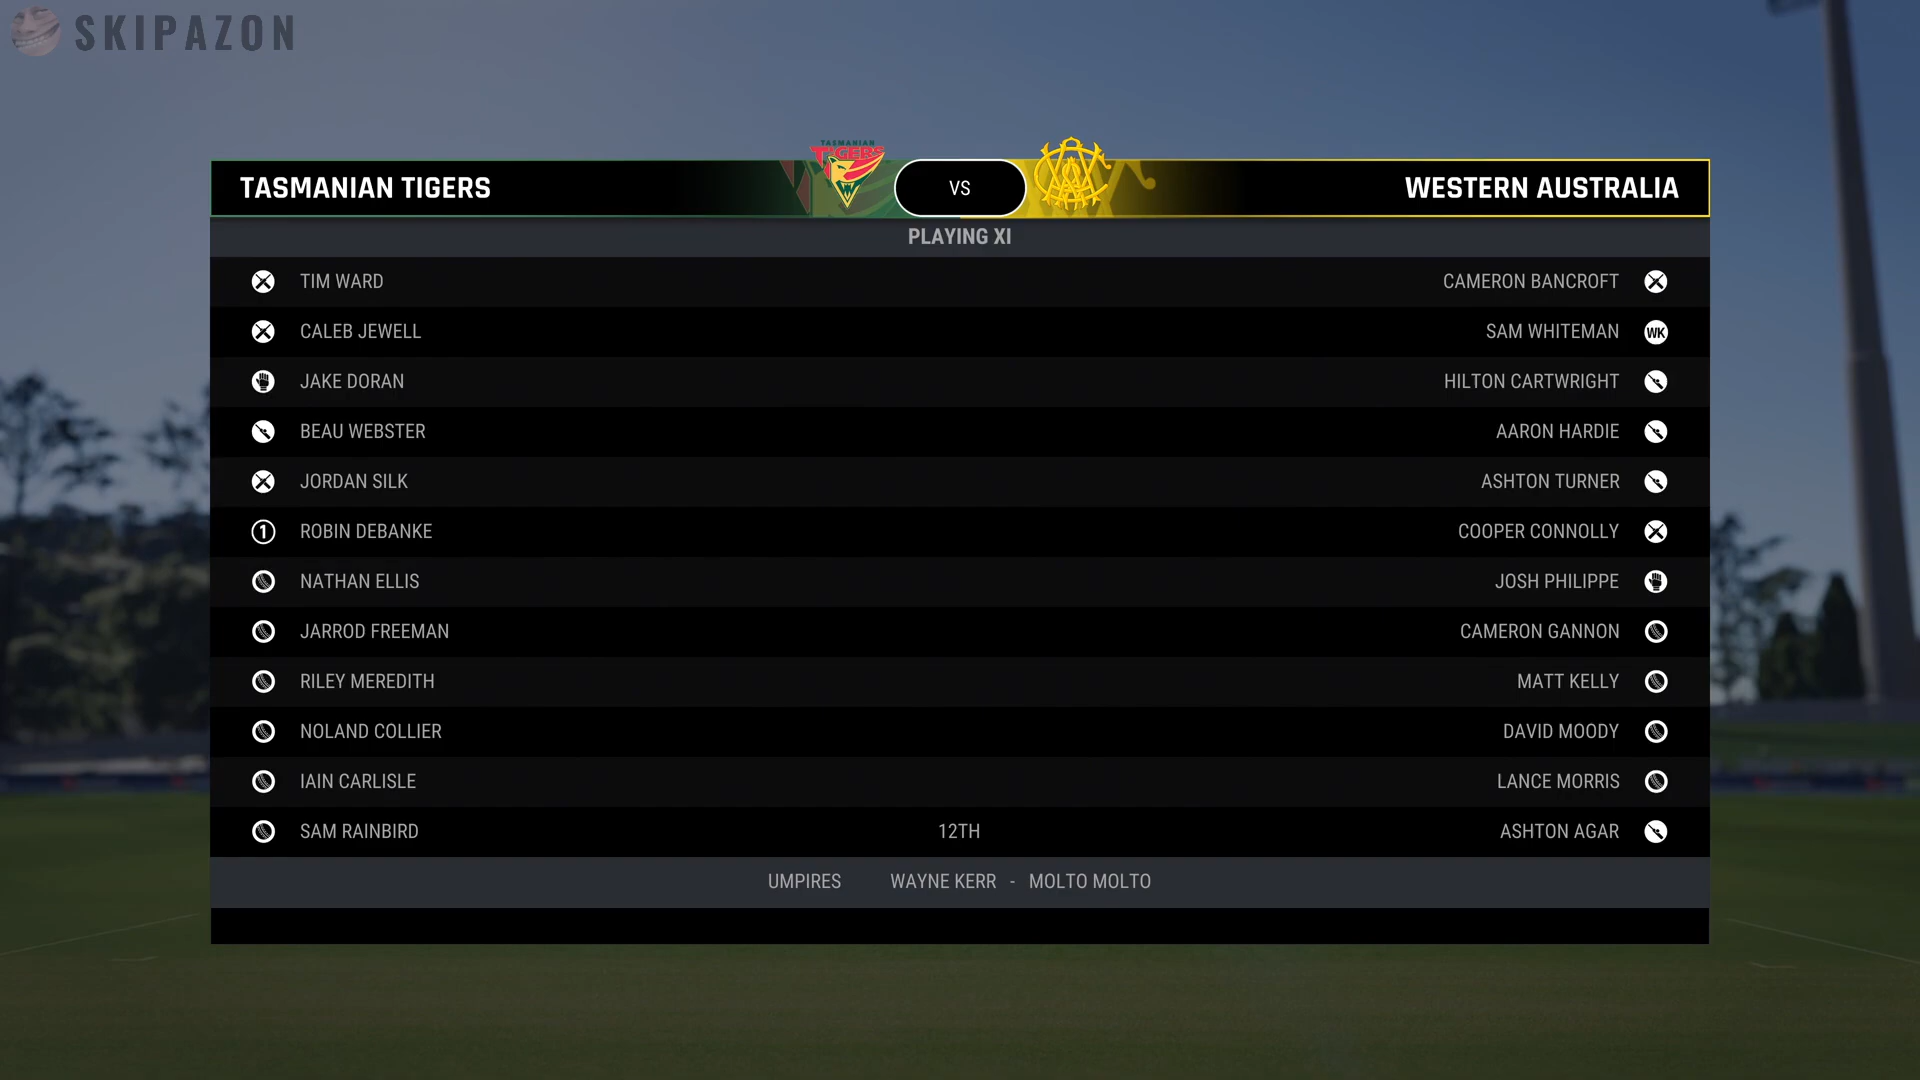 SKIPAZON
TASMANIAN TIGERS
TASMANIAN TIGERS
VS
WESTERN AUSTRALIA
PLAYING XI
TIM WARD CAMERON BANCROFT
CALEB JEWELL SAM WHITEMAN WK
JAKE DORAN HILTON CARTWRIGHT
BEAU WEBSTER AARON HARDIE
JORDAN SILK ASHTON TURNER
1 ROBIN DEBANKE COOPER CONNOLLY
NATHAN ELLIS JOSH PHILIPPE
JARROD FREEMAN CAMERON GANNON
RILEY MEREDITH MATT KELLY
NOLAND COLLIER DAVID MOODY
IAIN CARLISLE LANCE MORRIS
SAM RAINBIRD 12TH ASHTON AGAR
UMPIRES WAYNE KERR - MOLTO MOLTO